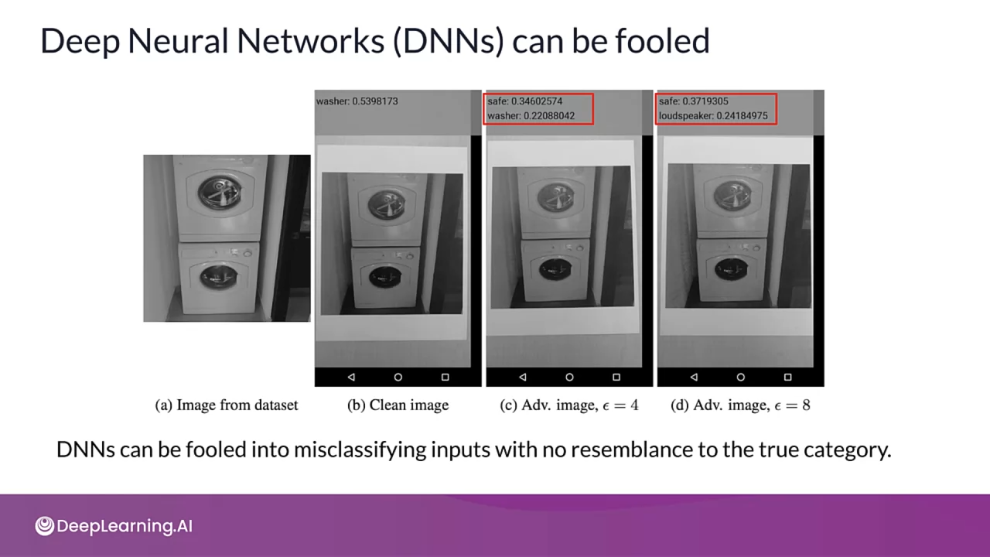 Deep Neural Networks (DNNs) can be fooled
washer: 0.5398173
safe: 0.34602574
washer: 0.22088042
safe: 0.3719305
loudspeaker: 0.24184975
(a) Image from dataset
(b) Clean image
(c) Adv. image, ϵ = 4
(d) Adv. image, ϵ = 8
DNNs can be fooled into misclassifying inputs with no resemblance to the true category.
DeepLearning.AI